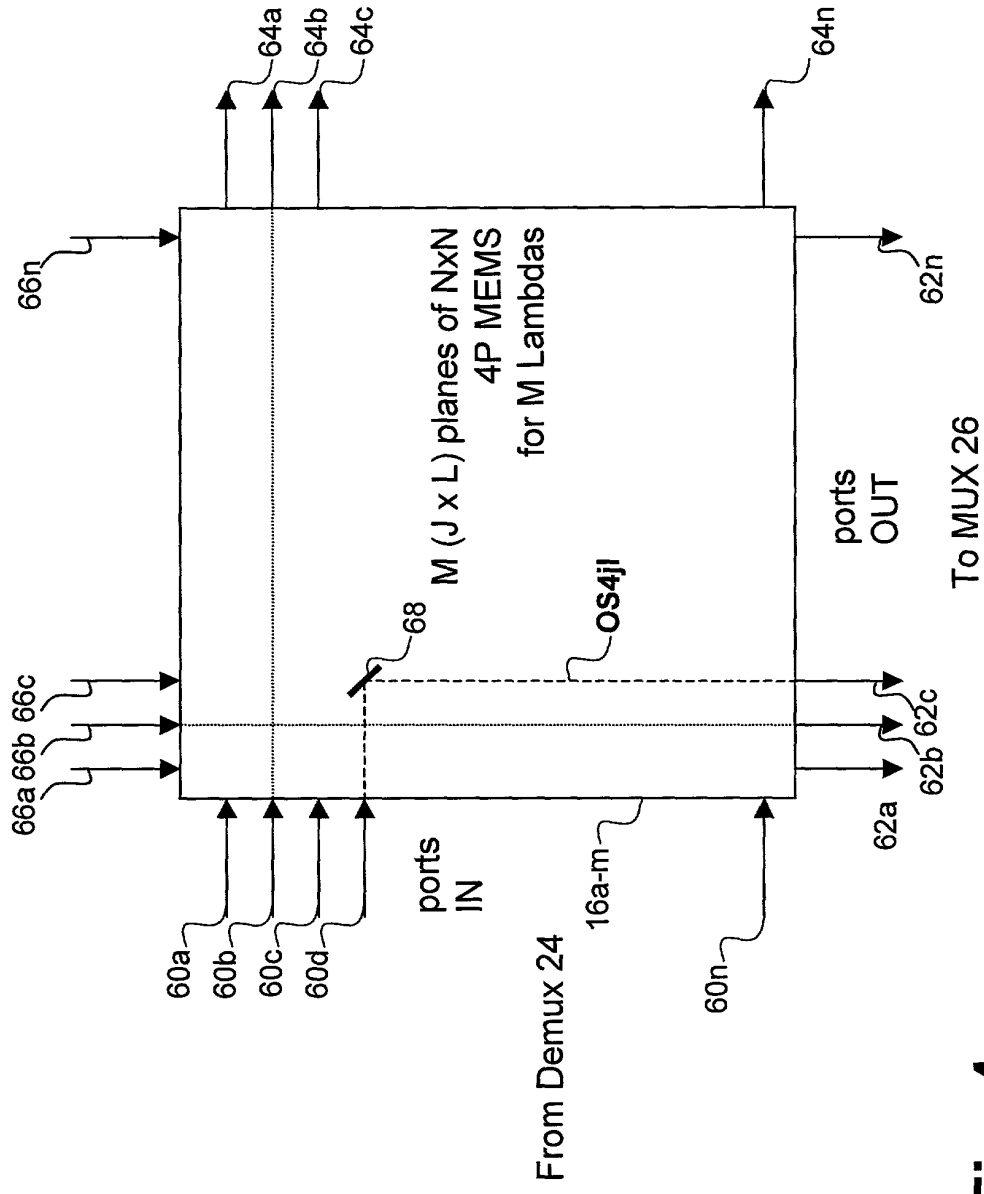 66a
66b
66c
66n
64a
64b
64c
64n
60a
60b
60c
60d
60n
ports
IN
From Demux 24
16a-m
68
M (J x L) planes of NxN
4P MEMS
for M Lambdas
OS4jl
62a
62b
62c
62n
ports
OUT
To MUX 26